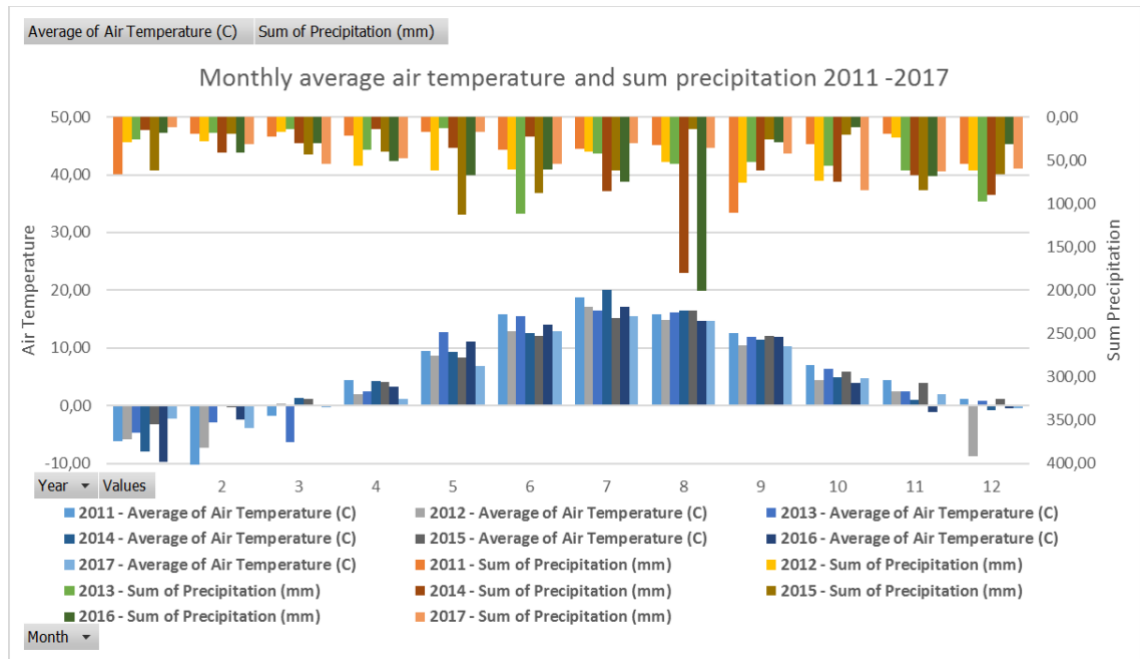 Average of Air Temperature (C) Sum of Precipitation (mm)
Monthly average air temperature and sum precipitation 2011 -2017
50,00 0,00
40,00 50,00
30,00 100,00
20,00 150,00
10,00 200,00
0,00 250,00
-10,00 300,00
350,00
400,00
Air Temperature
Sum Precipitation
Year Values 2 3 4 5 6 7 8 9 10 11 12
2011 - Average of Air Temperature (C) 2012 - Average of Air Temperature (C) 2013 - Average of Air Temperature (C)
2014 - Average of Air Temperature (C) 2015 - Average of Air Temperature (C) 2016 - Average of Air Temperature (C)
2017 - Average of Air Temperature (C) 2011 - Sum of Precipitation (mm) 2012 - Sum of Precipitation (mm)
2013 - Sum of Precipitation (mm) 2014 - Sum of Precipitation (mm) 2015 - Sum of Precipitation (mm)
2016 - Sum of Precipitation (mm) 2017 - Sum of Precipitation (mm)
Month